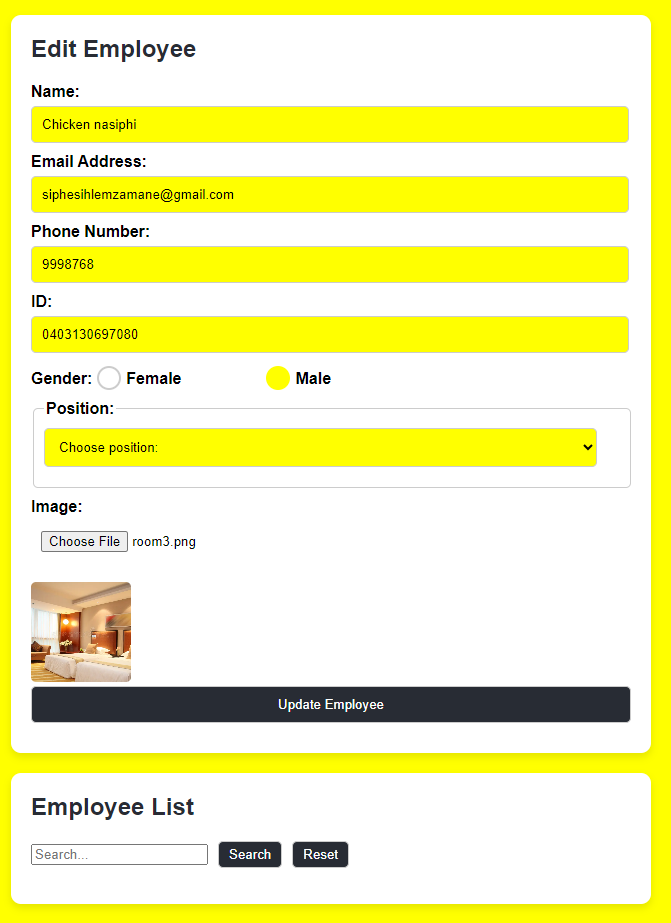 Edit Employee
Name:
Chicken nasiphi
Email Address:
siphesihlemzamane@gmail.com
Phone Number:
9998768
ID:
0403130697080
Gender: Female Male
Position:
Choose position:
Image:
Choose File room3.png
Update Employee
Employee List
Search... Search Reset